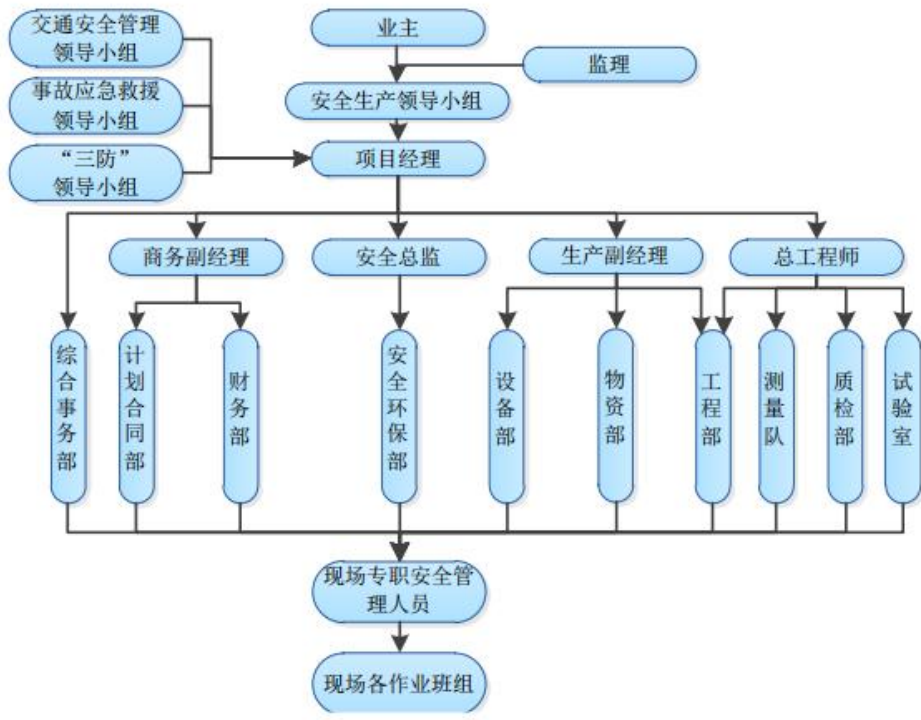 交通安全管理
领导小组
业主
监理
事故应急救援
领导小组
安全生产领导小组
“三防”
领导小组
项目经理
商务副经理
安全总监
生产副经理
总工程师
综合事务部
计划合同部
财务部
安全环保部
设备部
物资部
工程部
测量队
质检部
试验室
现场专职安全管
理人员
现场各作业班组